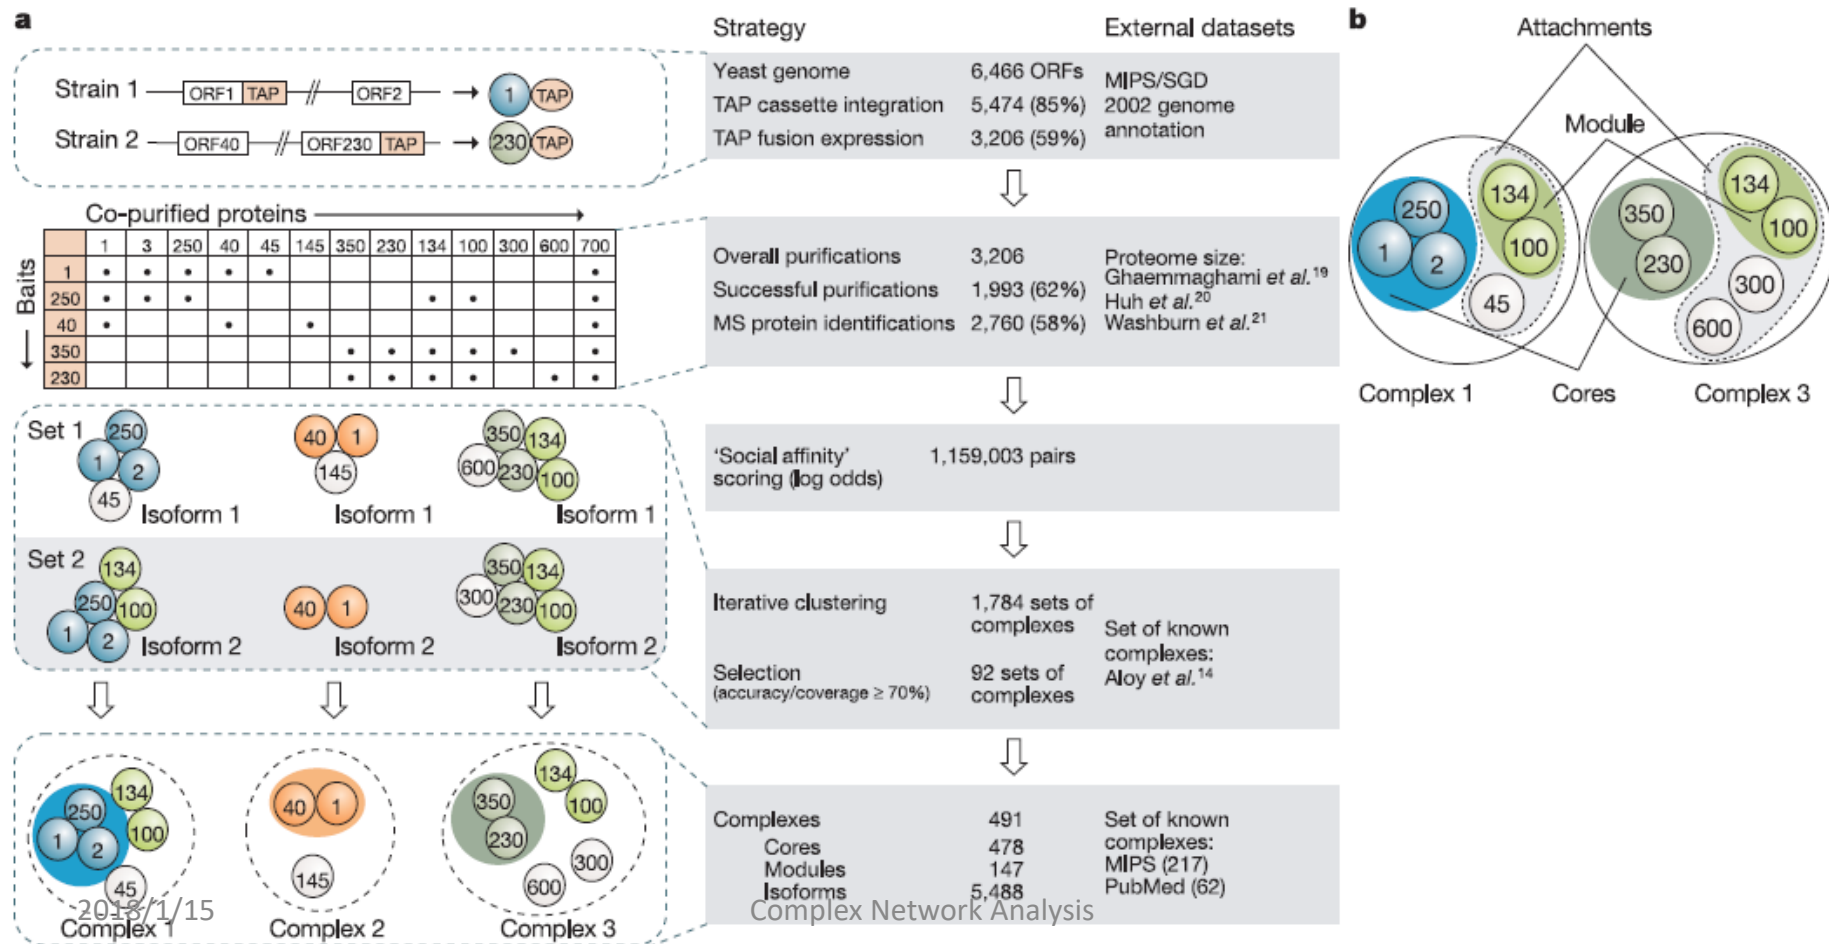 a
Strain 1
ORF1 TAP // ORF2
1 TAP
Strain 2
ORF40 // ORF230 TAP
230 TAP
Co-purified proteins
Baits
1 3 250 40 45 145 350 230 134 100 300 600 700
1 • • • • • •
250 • • • • • •
40 • • • •
350 • • • • • •
230 • • • • • •
Set 1
250
1 2
45
Isoform 1
40 1
145
Isoform 1
350 134
600 230 100
Isoform 1
Set 2
134
250 100
1 2
Isoform 2
40 1
Isoform 2
350 134
300 230 100
Isoform 2
134
250
100
1 2
45
Complex 1
40 1
145
Complex 2
134
350 100
230
300
600
Complex 3
2018/1/15
Strategy
External datasets
Yeast genome 6,466 ORFs
TAP cassette integration 5,474 (85%)
TAP fusion expression 3,206 (59%)
MIPS/SGD
2002 genome
annotation
Overall purifications 3,206
Successful purifications 1,993 (62%)
MS protein identifications 2,760 (58%)
Proteome size:
Ghaemmaghami et al.19
Huh et al.20
Washburn et al.21
‘Social affinity’ 1,159,003 pairs
scoring (log odds)
Iterative clustering 1,784 sets of
complexes
Selection 92 sets of
(accuracy/coverage ≥ 70%) complexes
Set of known
complexes:
Aloy et al.14
Complexes 491
Cores 478
Modules 147
Isoforms 5,488
Set of known
complexes:
MIPS (217)
PubMed (62)
Complex Network Analysis
b
Attachments
Module
250
1 2
134
100
45
350
230
134
100
300
600
Complex 1
Cores
Complex 3